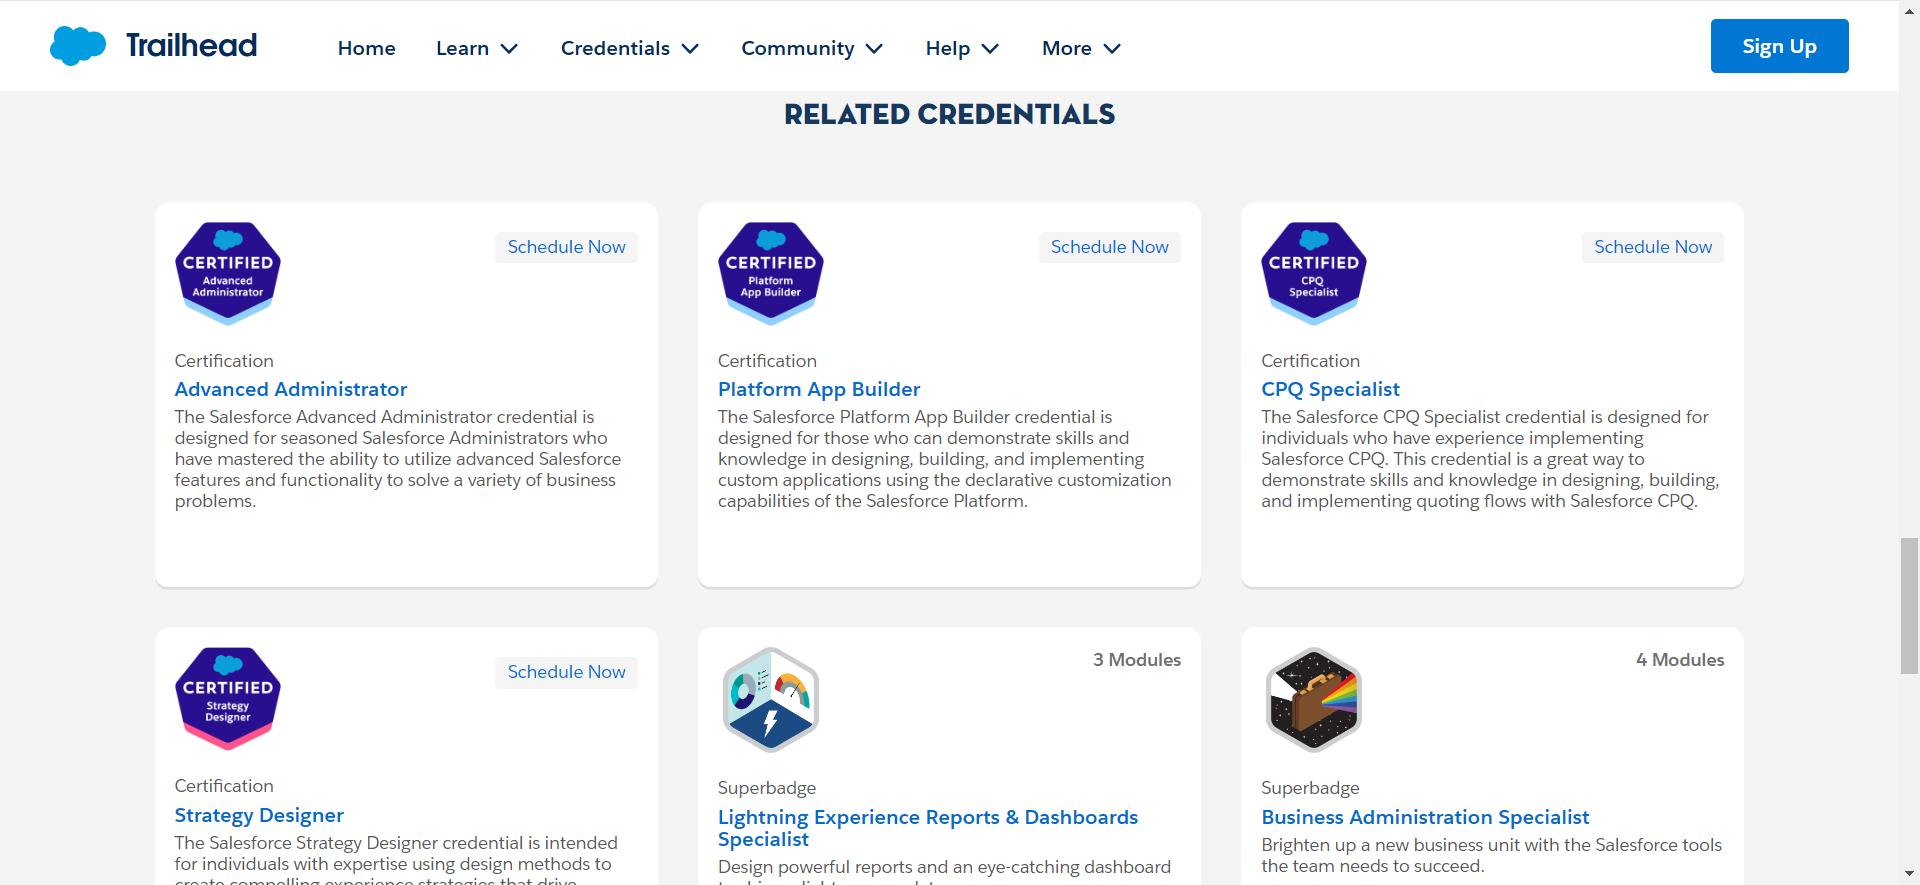 Trailhead
Home
Learn
Credentials
Community
Help
More
Sign Up
RELATED CREDENTIALS
CERTIFIED
Advanced
Administrator
Schedule Now
Certification
Advanced Administrator
The Salesforce Advanced Administrator credential is
designed for seasoned Salesforce Administrators who
have mastered the ability to utilize advanced Salesforce
features and functionality to solve a variety of business
problems.
CERTIFIED
Platform
App Builder
Schedule Now
Certification
Platform App Builder
The Salesforce Platform App Builder credential is
designed for those who can demonstrate skills and
knowledge in designing, building, and implementing
custom applications using the declarative customization
capabilities of the Salesforce Platform.
CERTIFIED
CPQ
Specialist
Schedule Now
Certification
CPQ Specialist
The Salesforce CPQ Specialist credential is designed for
individuals who have experience implementing
Salesforce CPQ. This credential is a great way to
demonstrate skills and knowledge in designing, building,
and implementing quoting flows with Salesforce CPQ.
CERTIFIED
Strategy
Designer
Schedule Now
Certification
Strategy Designer
The Salesforce Strategy Designer credential is intended
for individuals with expertise using design methods to
create compelling experience strategies that drive
3 Modules
Superbadge
Lightning Experience Reports & Dashboards
Specialist
Design powerful reports and an eye-catching dashboard
4 Modules
Superbadge
Business Administration Specialist
Brighten up a new business unit with the Salesforce tools
the team needs to succeed.